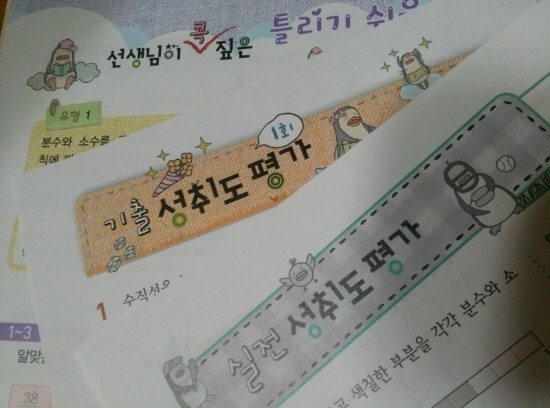 선생님이 콕 짚은 틀리기 쉬운
유형 1
분수와 소수를
칙에
1회
기출 성취도 평가
1 수직선
실전 성취도 평가
고 색칠한 부분을 각각 분수와 소
1~3
알맞
38